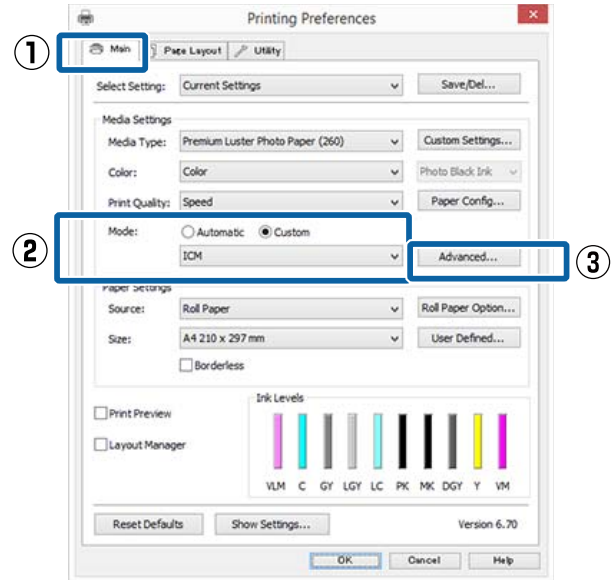 Printing Preferences
① Main Page Layout Utility
Select Setting: Current Settings Save/Del...
Media Settings
Media Type: Premium Luster Photo Paper (260) Custom Settings...
Color: Color Photo Black Ink
Print Quality: Speed Paper Config...
② Mode: Automatic Custom
ICM Advanced... ③
Paper Settings
Source: Roll Paper Roll Paper Option...
Size: A4 210 x 297 mm User Defined...
Borderless
Ink Levels
Print Preview
Layout Manager
VLM C GY LGY LC PK MK DGY Y VM
Reset Defaults Show Settings... Version 6.70
OK Cancel Help